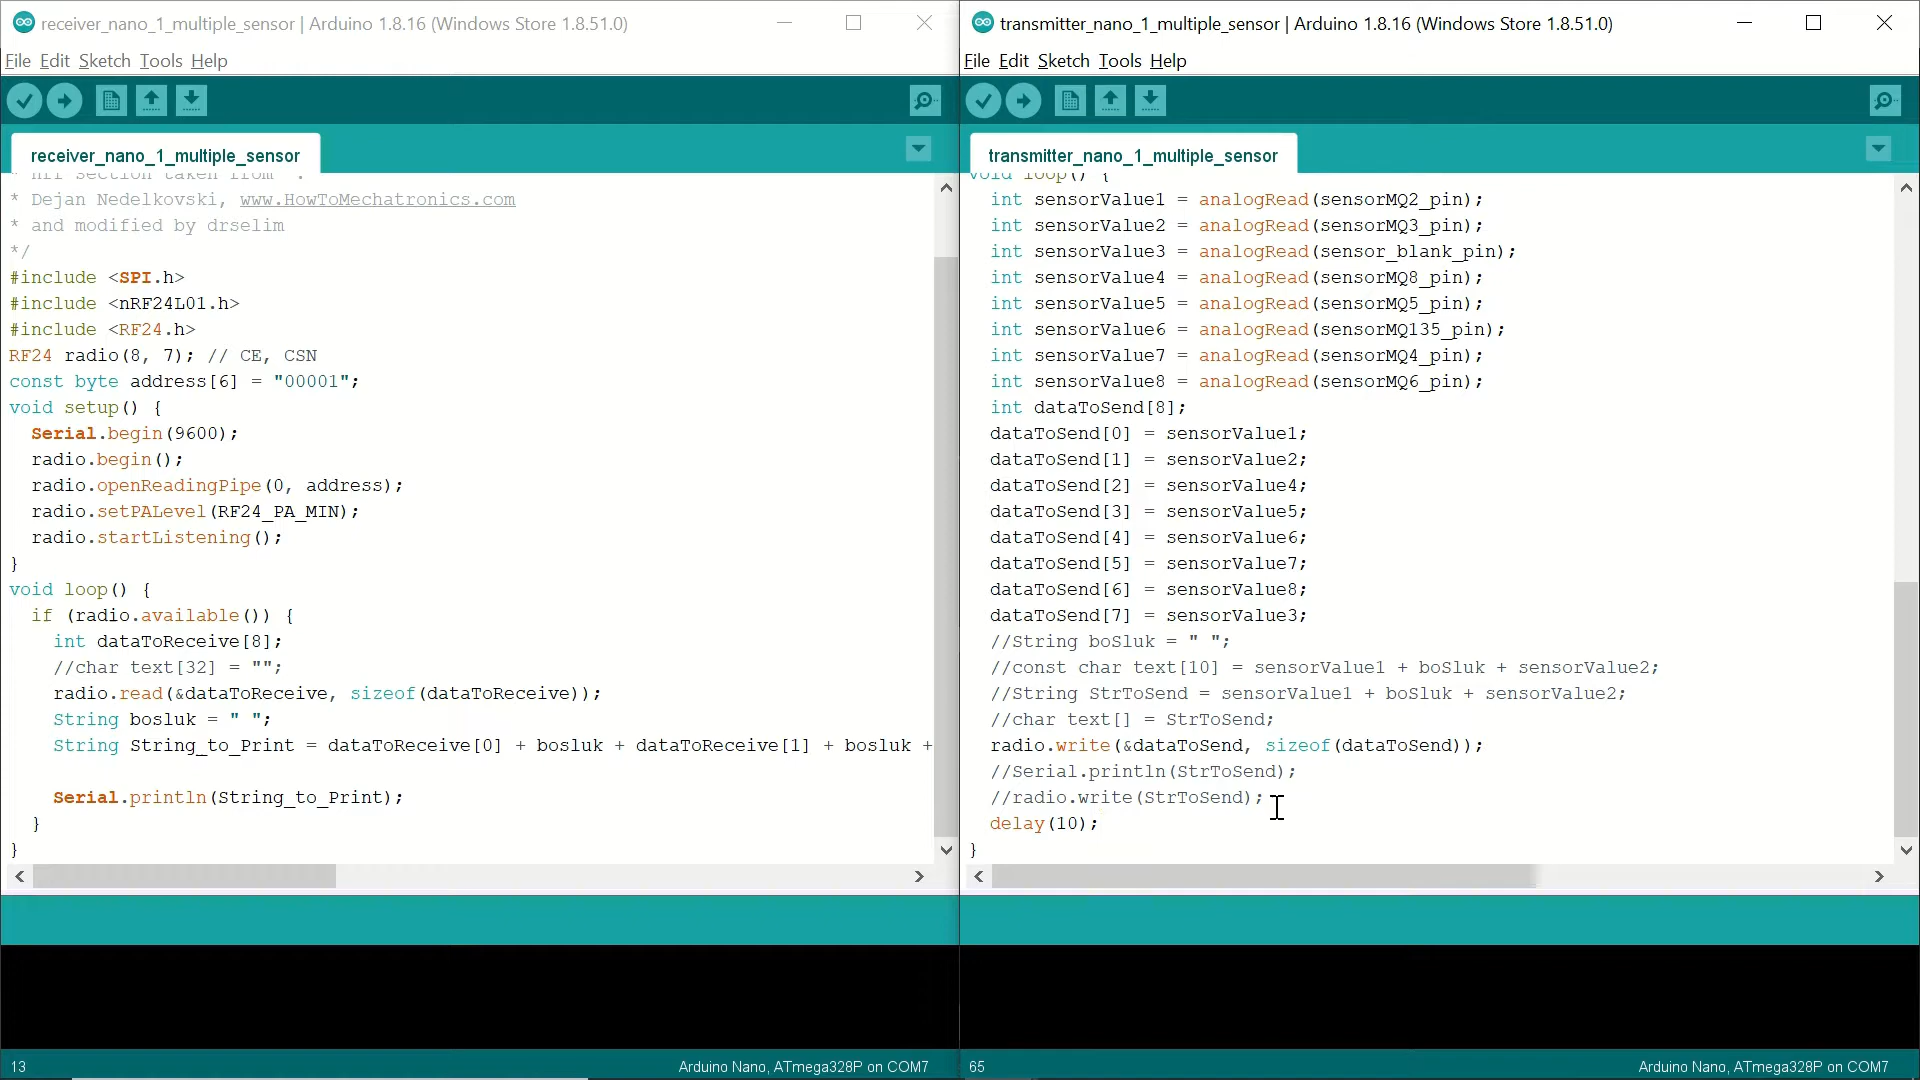 receiver_nano_1_multiple_sensor | Arduino 1.8.16 (Windows Store 1.8.51.0)
File Edit Sketch Tools Help
receiver_nano_1_multiple_sensor
* nrf section taken from
* Dejan Nedelkovski, www.HowToMechatronics.com
* and modified by drselim
*/
#include <SPI.h>
#include <nRF24L01.h>
#include <RF24.h>
RF24 radio(8, 7); // CE, CSN
const byte address[6] = "00001";
void setup() {
  Serial.begin(9600);
  radio.begin();
  radio.openReadingPipe(0, address);
  radio.setPALevel(RF24_PA_MIN);
  radio.startListening();
}
void loop() {
  if (radio.available()) {
    int dataToReceive[8];
    //char text[32] = "";
    radio.read(&dataToReceive, sizeof(dataToReceive));
    String bosluk = " ";
    String String_to_Print = dataToReceive[0] + bosluk + dataToReceive[1] + bosluk +
    Serial.println(String_to_Print);
  }
}
13
Arduino Nano, ATmega328P on COM7
transmitter_nano_1_multiple_sensor | Arduino 1.8.16 (Windows Store 1.8.51.0)
File Edit Sketch Tools Help
transmitter_nano_1_multiple_sensor
void loop() {
  int sensorValue1 = analogRead(sensorMQ2_pin);
  int sensorValue2 = analogRead(sensorMQ3_pin);
  int sensorValue3 = analogRead(sensor_blank_pin);
  int sensorValue4 = analogRead(sensorMQ8_pin);
  int sensorValue5 = analogRead(sensorMQ5_pin);
  int sensorValue6 = analogRead(sensorMQ135_pin);
  int sensorValue7 = analogRead(sensorMQ4_pin);
  int sensorValue8 = analogRead(sensorMQ6_pin);
  int dataToSend[8];
  dataToSend[0] = sensorValue1;
  dataToSend[1] = sensorValue2;
  dataToSend[2] = sensorValue4;
  dataToSend[3] = sensorValue5;
  dataToSend[4] = sensorValue6;
  dataToSend[5] = sensorValue7;
  dataToSend[6] = sensorValue8;
  dataToSend[7] = sensorValue3;
  //String boSluk = " ";
  //const char text[10] = sensorValue1 + boSluk + sensorValue2;
  //String StrToSend = sensorValue1 + boSluk + sensorValue2;
  //char text[] = StrToSend;
  radio.write(&dataToSend, sizeof(dataToSend));
  //Serial.println(StrToSend);
  //radio.write(StrToSend);
  delay(10);
}
65
Arduino Nano, ATmega328P on COM7